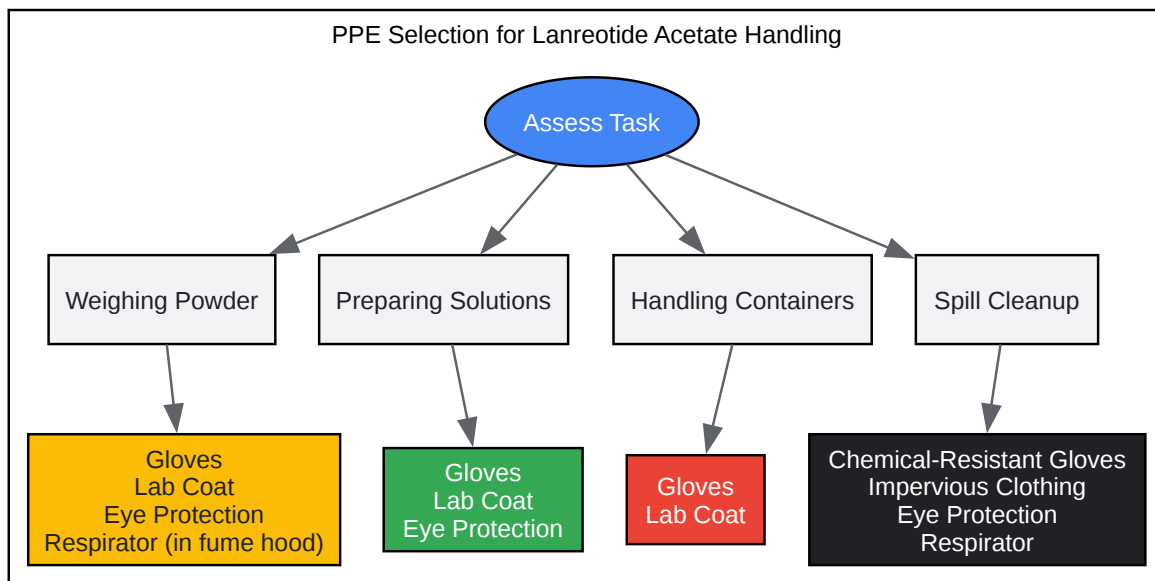 PPE Selection for Lanreotide Acetate Handling
Assess Task
Weighing Powder
Preparing Solutions
Handling Containers
Spill Cleanup
Gloves
Lab Coat
Eye Protection
Respirator (in fume hood)
Gloves
Lab Coat
Eye Protection
Gloves
Lab Coat
Chemical-Resistant Gloves
Impervious Clothing
Eye Protection
Respirator